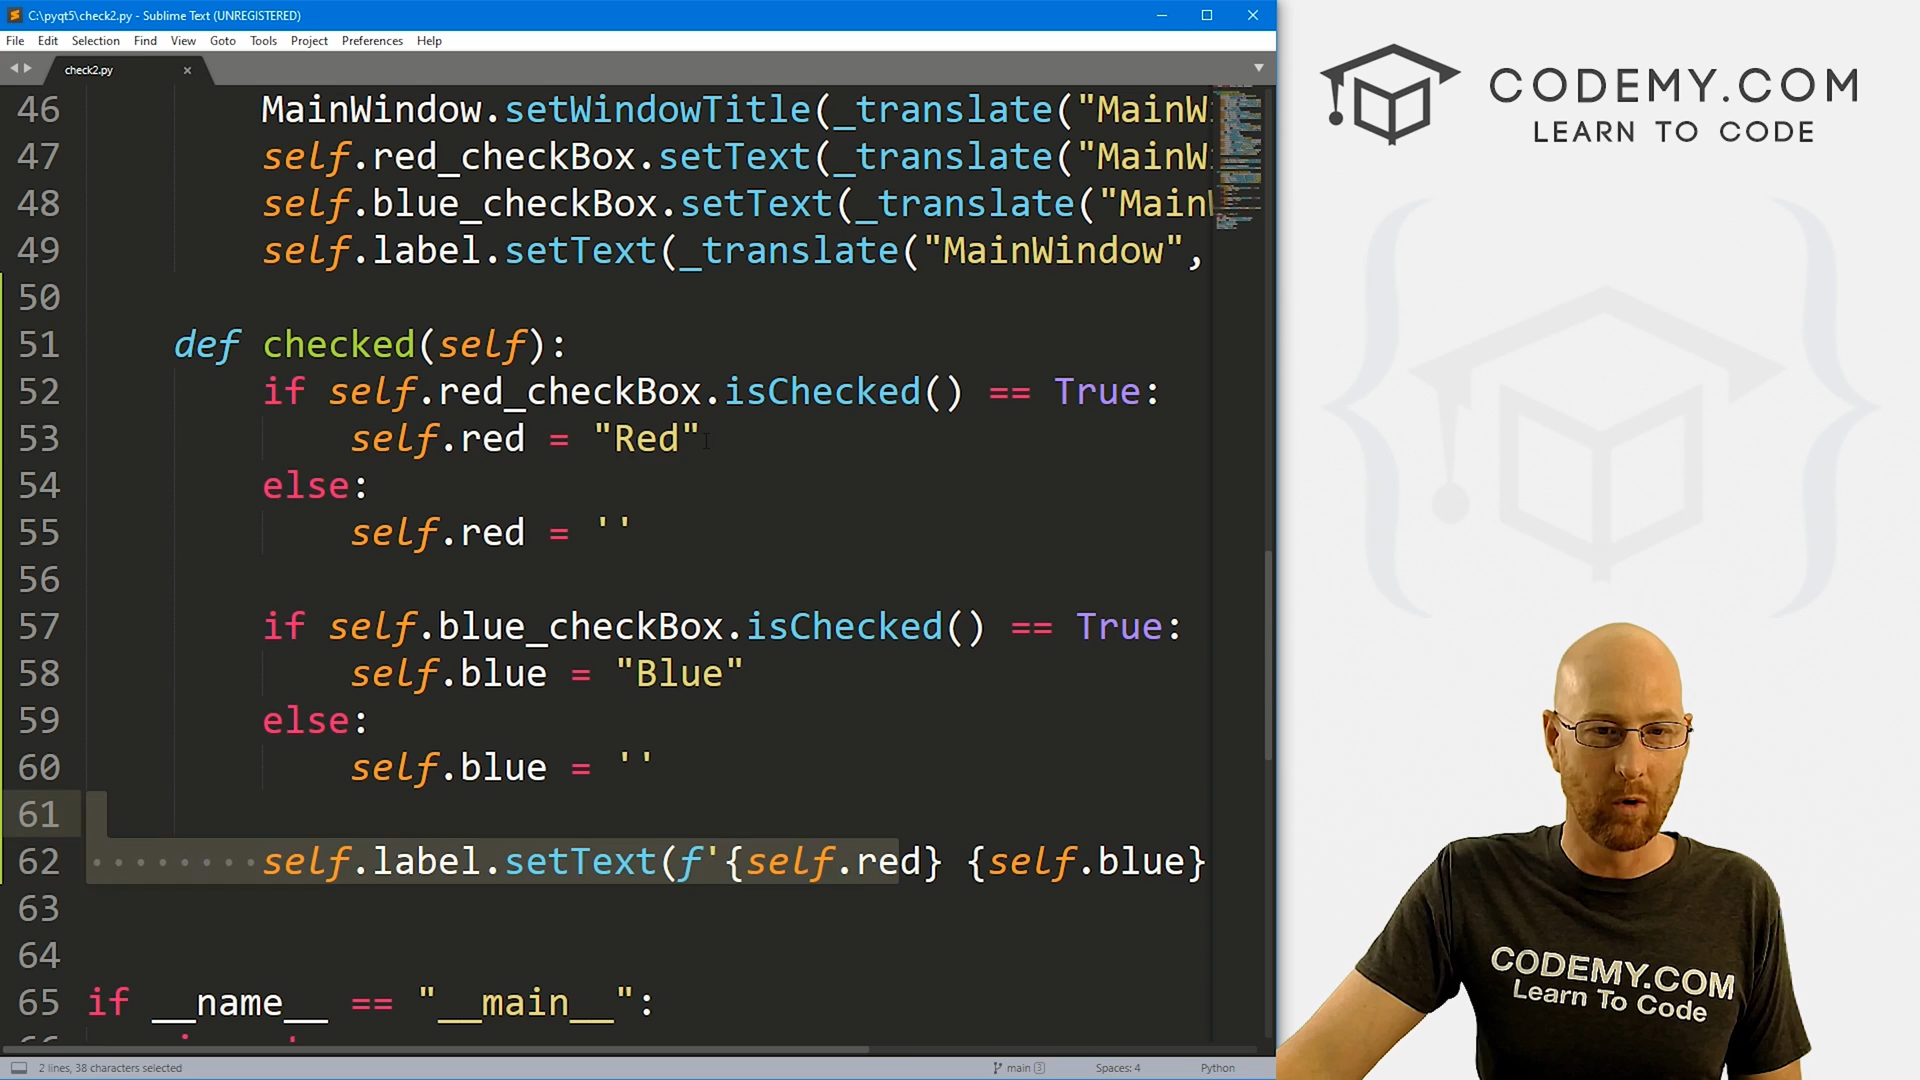 C:\pyqt5\check2.py - Sublime Text (UNREGISTERED)
File Edit Selection Find View Goto Tools Project Preferences Help
check2.py
46 MainWindow.setWindowTitle(_translate("MainWi
47 self.red_checkBox.setText(_translate("MainWi
48 self.blue_checkBox.setText(_translate("MainW
49 self.label.setText(_translate("MainWindow",
50
51 def checked(self):
52 if self.red_checkBox.isChecked() == True:
53 self.red = "Red"
54 else:
55 self.red = ''
56
57 if self.blue_checkBox.isChecked() == True:
58 self.blue = "Blue"
59 else:
60 self.blue = ''
61
62 self.label.setText(f'{self.red} {self.blue}
63
64
65 if __name__ == "__main__":
2 lines, 38 characters selected
main 3
Spaces: 4
Python
CODEMY.COM
LEARN TO CODE
CODEMY.COM
Learn To Code